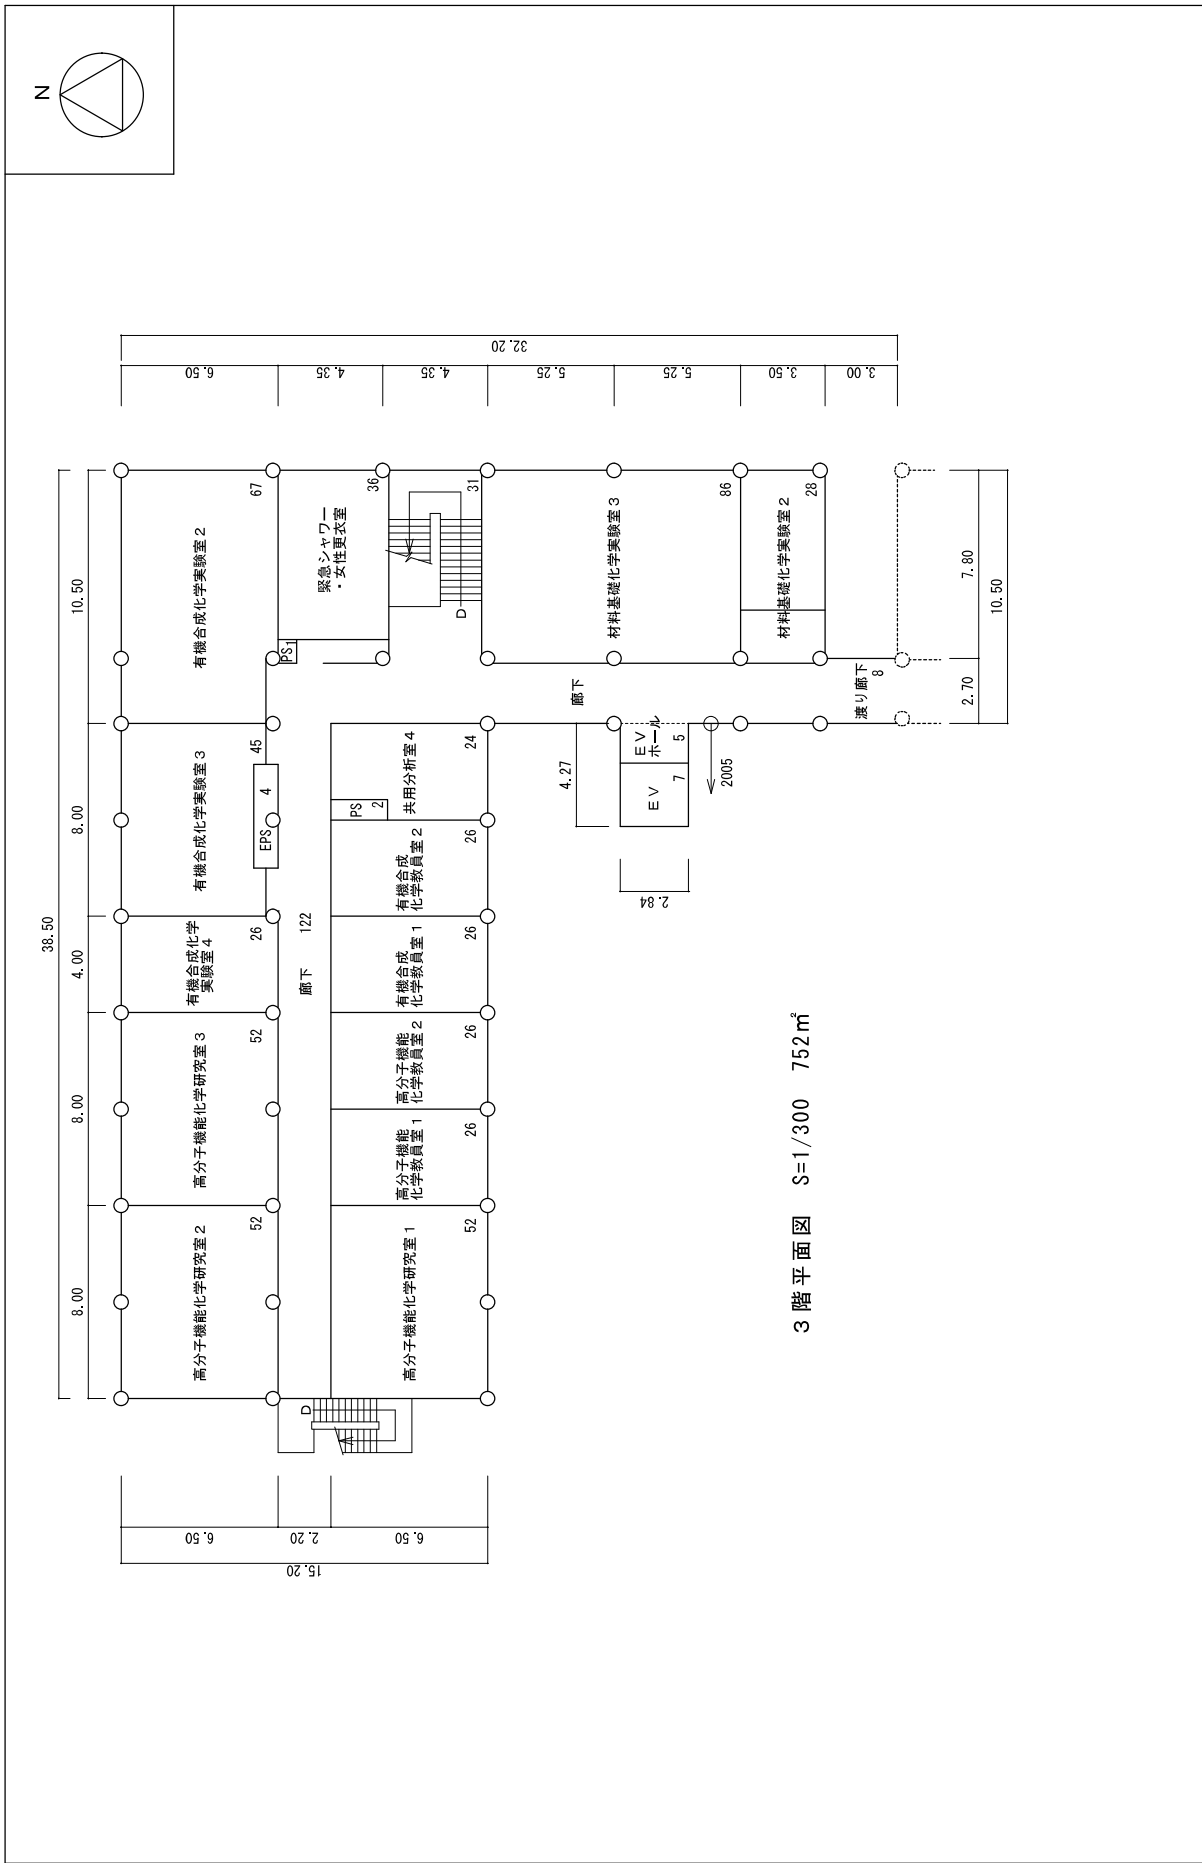 N
38.50
8.00
8.00
4.00
8.00
10.50
高分子機能化学研究室２
52
高分子機能化学研究室３
52
有機合成化学
実験室４
26
有機合成化学実験室３
45
EPS
4
有機合成化学実験室２
67
廊下
122
PS
1
緊急シャワー
・女性更衣室
36
D
31
D
高分子機能化学研究室１
52
高分子機能
化学教員室１
26
高分子機能
化学教員室２
26
有機合成
化学教員室１
26
有機合成
化学教員室２
26
PS
2
共用分析室４
24
廊下
材料基礎化学実験室３
86
ＥＶ
7
ＥＶ
ホール
5
2005
材料基礎化学実験室２
28
渡り廊下
8
4.27
2.84
6.50
2.20
6.50
15.20
6.50
4.35
4.35
5.25
5.25
3.50
3.00
32.20
2.70
7.80
10.50
３階平面図 S=1/300 752㎡